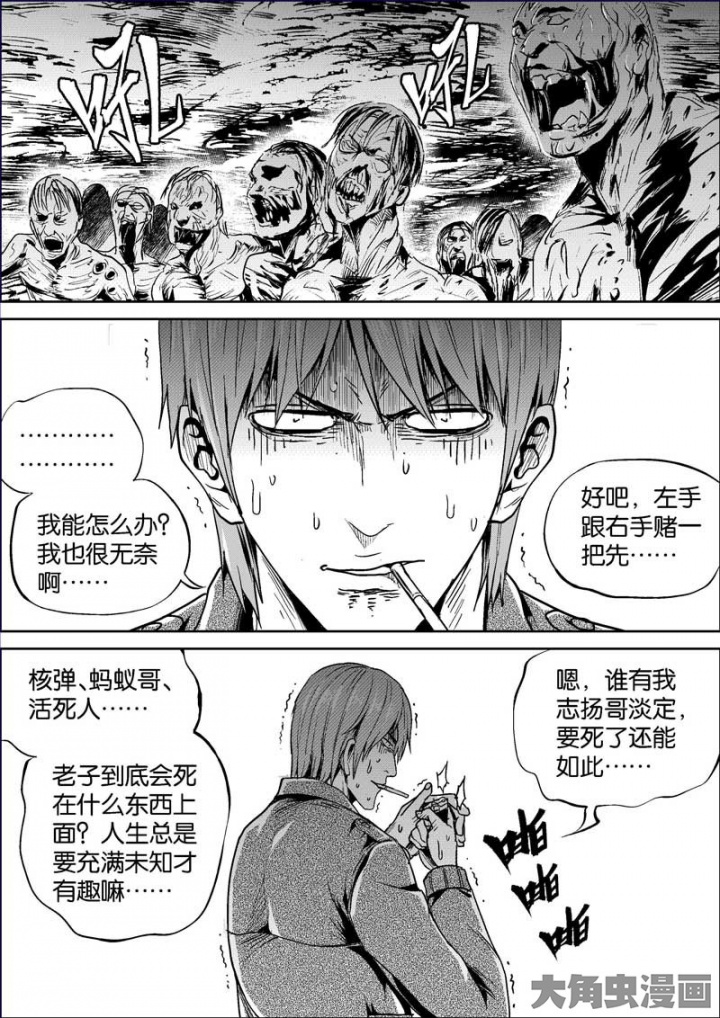 吼
吼
好吧，左手
跟右手赌一
把先……
…………
…………
我能怎么办？
我也很无奈
啊……
嗯，谁有我
志扬哥淡定，
要死了还能
如此……
核弹、蚂蚁哥、
活死人……
老子到底会死
在什么东西上
面？人生总是
要充满未知才
有趣嘛……
啪
啪
啪
大角虫漫画